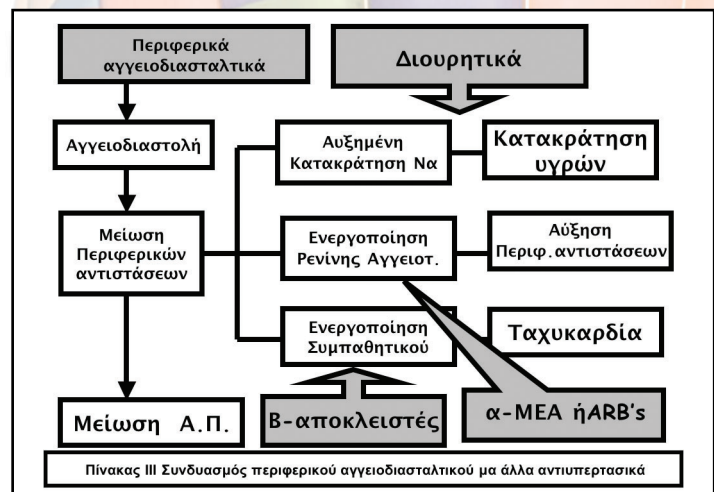 Περιφερικά
αγγειοδιασταλτικά
Διουρητικά
Αγγειοδιαστολή
Αυξημένη
Κατακράτηση Να
Κατακράτηση
υγρών
Μείωση
Περιφερικών
αντιστάσεων
Ενεργοποίηση
Ρενίνης Αγγειοτ.
Αύξηση
Περιφ.αντιστάσεων
Ενεργοποίηση
Συμπαθητικού
Ταχυκαρδία
Μείωση Α.Π.
Β-αποκλειστές
α-ΜΕΑ ήARB's
Πίνακας ΙΙΙ Συνδυασμός περιφερικού αγγειοδιασταλτικού μα άλλα αντιυπερτασικά